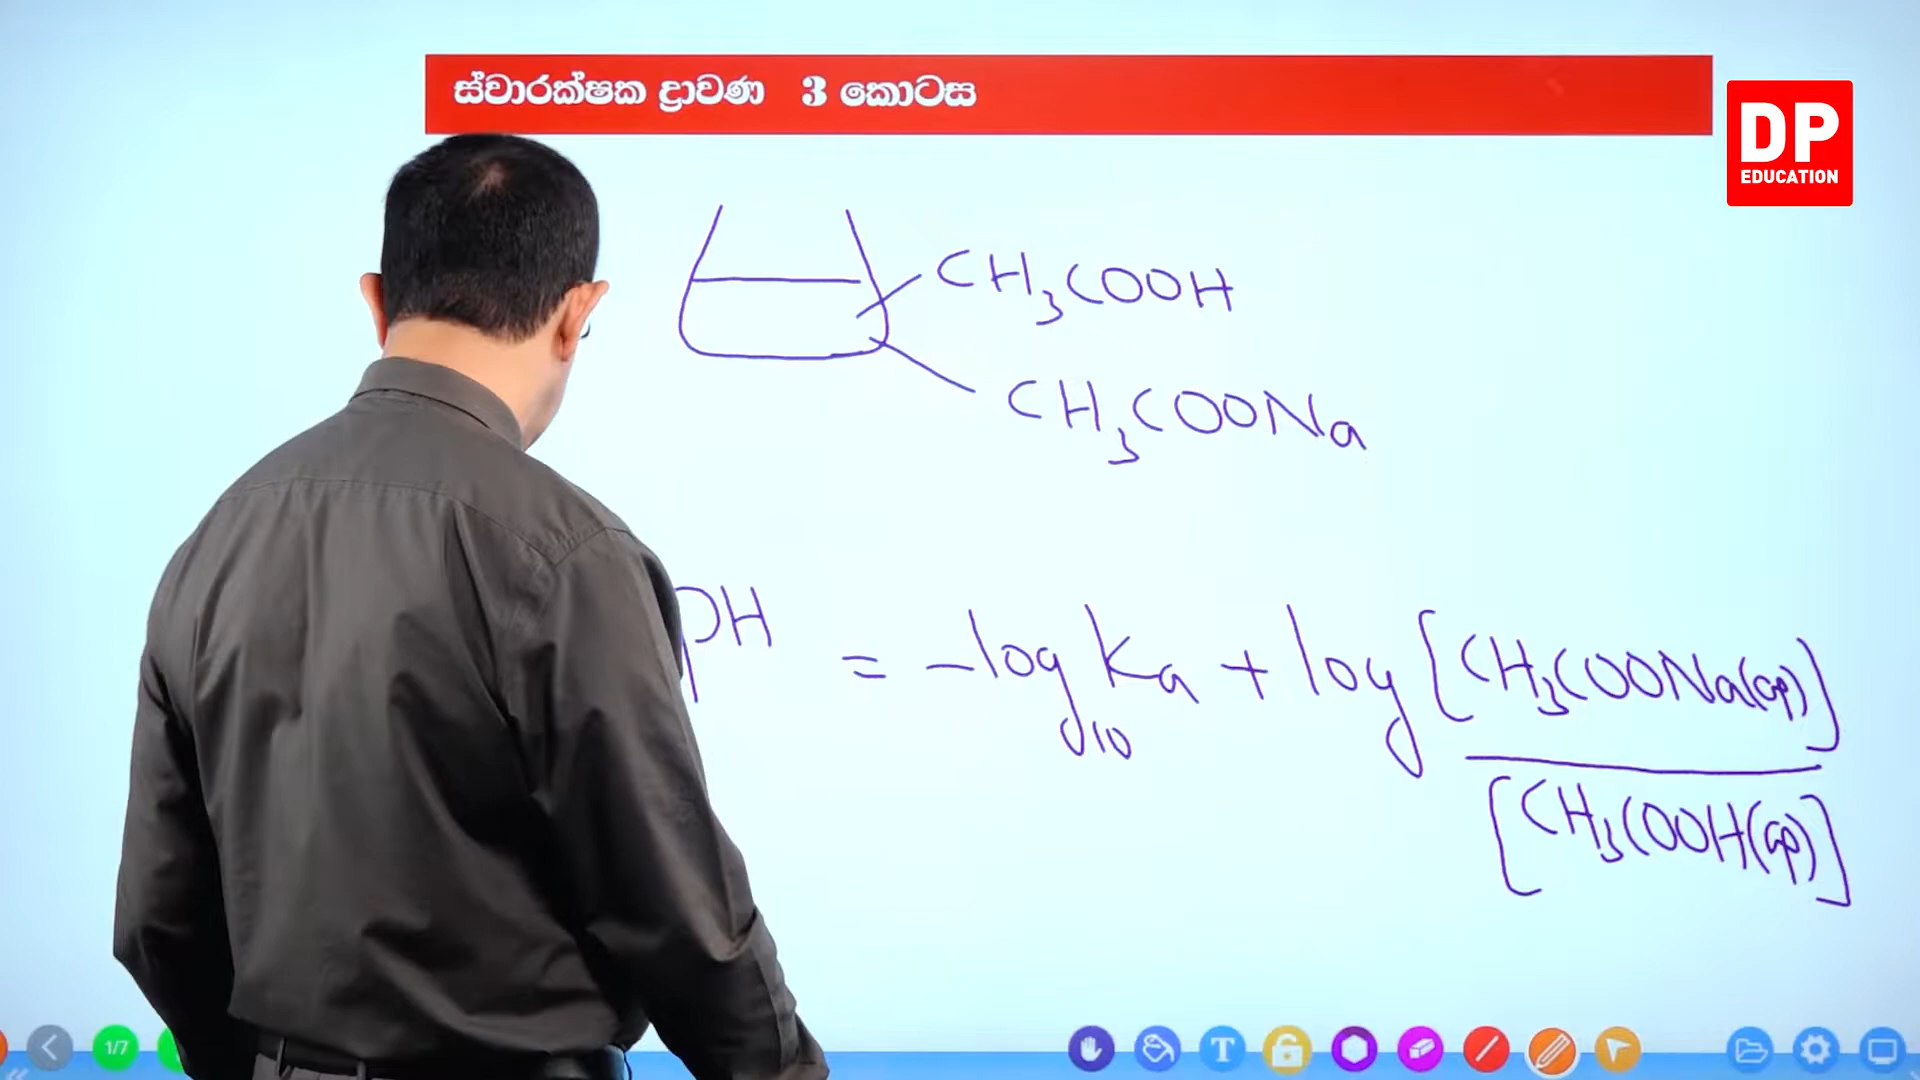 ස්වාරක්ෂක ද්‍රාවණ 3 කොටස
DP
EDUCATION
CH₃COOH
CH₃COONa
pH = -log₁₀ Ka + log [CH₃COONa(aq)]
[CH₃COOH(aq)]
1/7
T